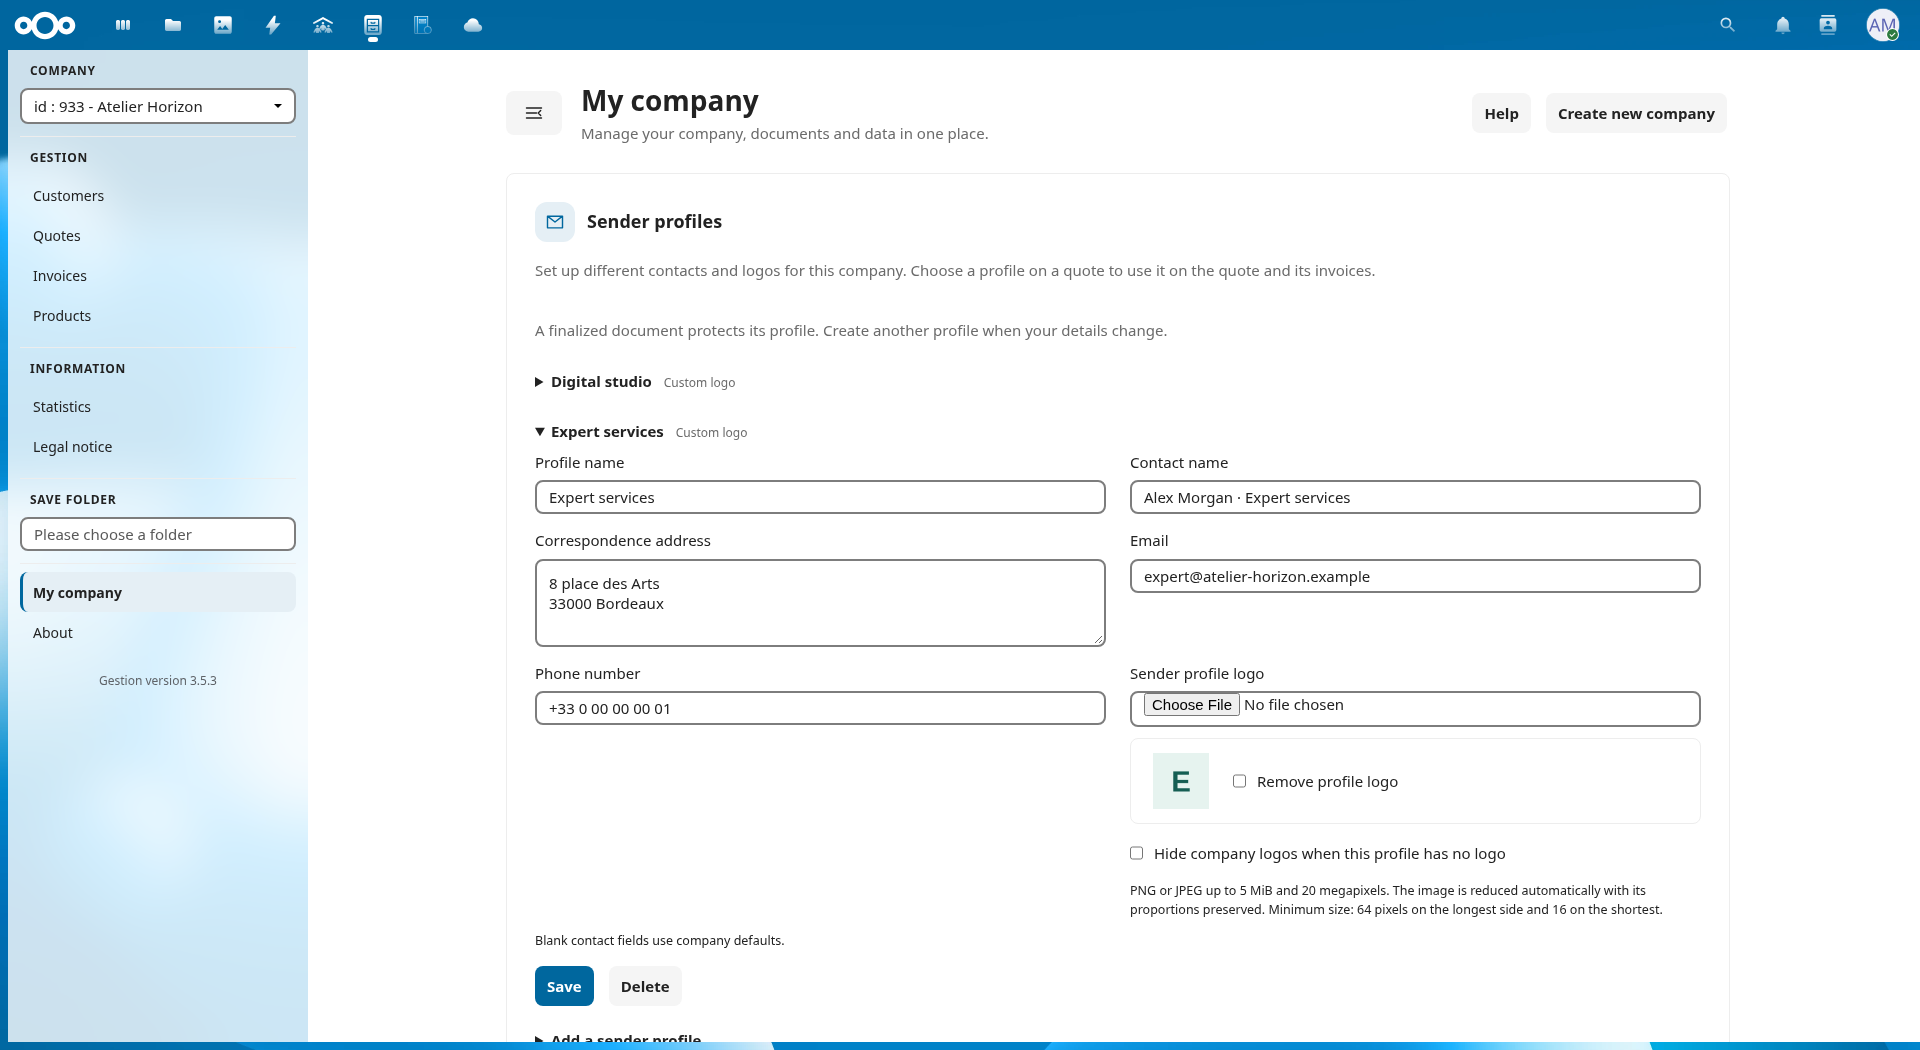 AM
COMPANY
id : 933 - Atelier Horizon
GESTION
Customers
Quotes
Invoices
Products
INFORMATION
Statistics
Legal notice
SAVE FOLDER
Please choose a folder
My company
About
Gestion version 3.5.3
My company
Manage your company, documents and data in one place.
Help
Create new company
Sender profiles
Set up different contacts and logos for this company. Choose a profile on a quote to use it on the quote and its invoices.
A finalized document protects its profile. Create another profile when your details change.
Digital studio Custom logo
Expert services Custom logo
Profile name
Expert services
Contact name
Alex Morgan · Expert services
Correspondence address
8 place des Arts
33000 Bordeaux
Email
expert@atelier-horizon.example
Phone number
+33 0 00 00 00 01
Sender profile logo
Choose File No file chosen
E
Remove profile logo
Hide company logos when this profile has no logo
PNG or JPEG up to 5 MiB and 20 megapixels. The image is reduced automatically with its
proportions preserved. Minimum size: 64 pixels on the longest side and 16 on the shortest.
Blank contact fields use company defaults.
Save
Delete
Add a sender profile